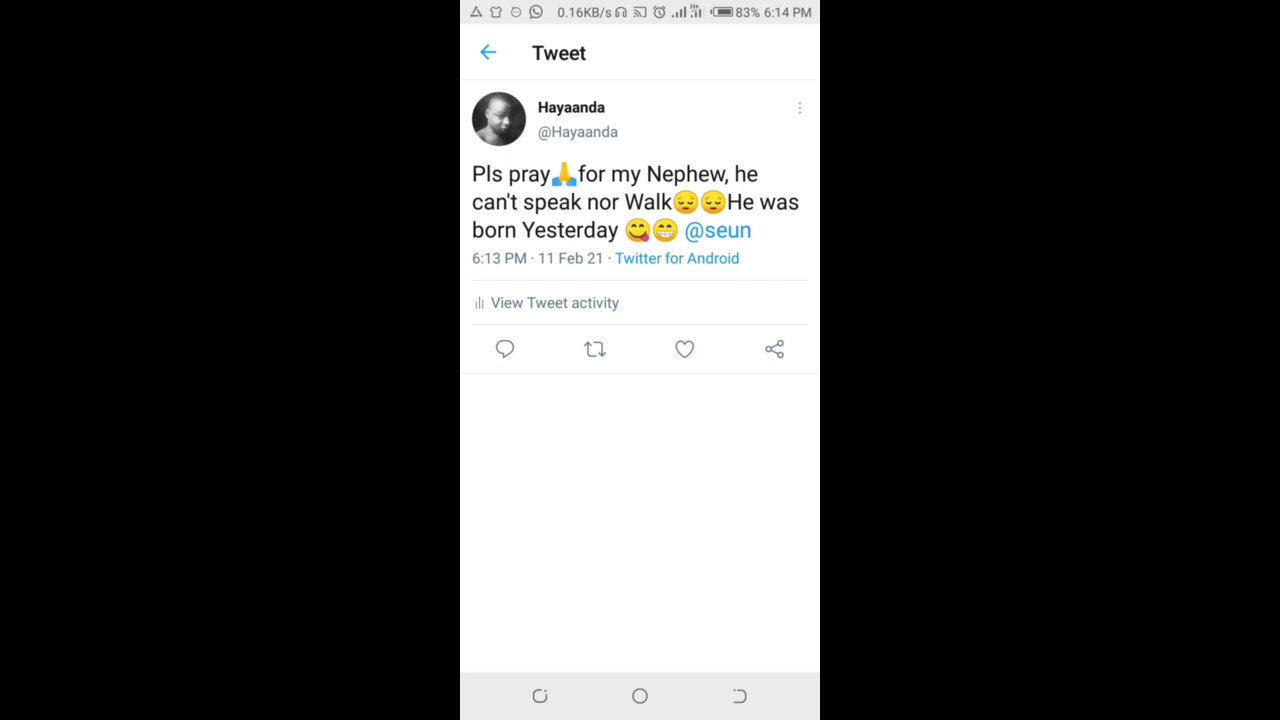 0.16KB/s H+ 83% 6:14 PM
Tweet
Hayaanda
@Hayaanda
Pls pray🙏for my Nephew, he
can't speak nor Walk😔😔He was
born Yesterday 😋😁 @seun
6:13 PM · 11 Feb 21 · Twitter for Android
View Tweet activity